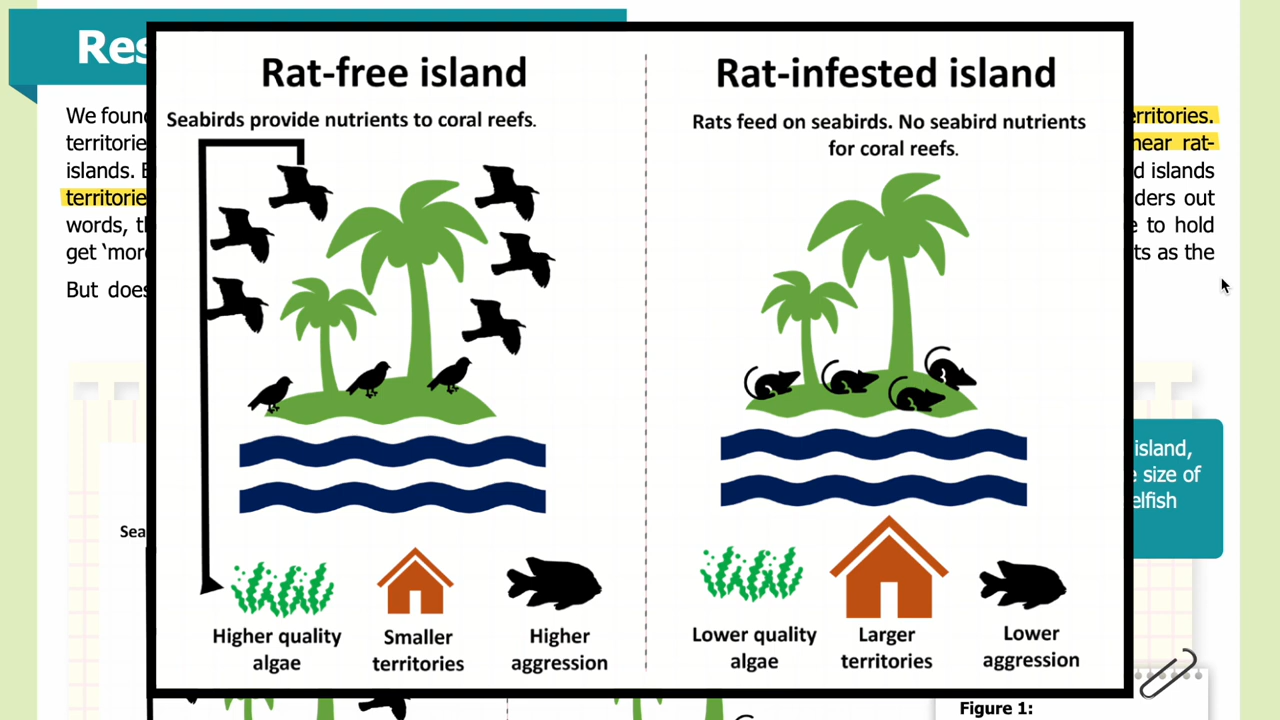 Res
We found
territorie
islands. E
territorie
words, th
get ‘more
But does
Sea
Rat-free island
Seabirds provide nutrients to coral reefs.
Higher quality
algae
Smaller
territories
Higher
aggression
Rat-infested island
Rats feed on seabirds. No seabird nutrients
for coral reefs.
Lower quality
algae
Larger
territories
Lower
aggression
erritories.
near rat-
d islands
ders out
e to hold
ts as the
island,
e size of
elfish
Figure 1: